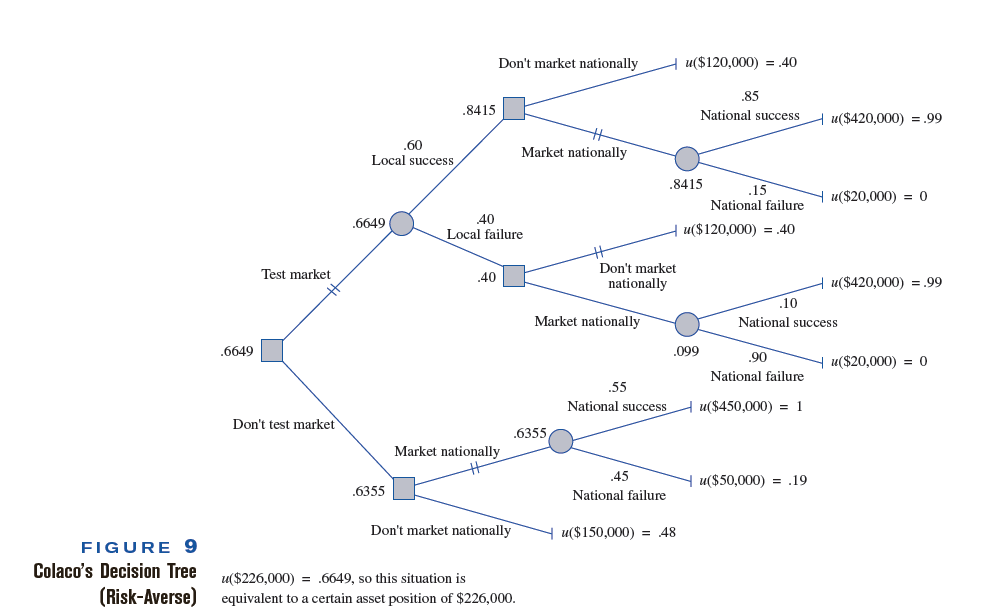 Don't market nationally
u($120,000) = .40
.85
National success
u($420,000) = .99
.8415
.60
Local success
Market nationally
.8415
.15
National failure
u($20,000) = 0
.6649
.40
Local failure
u($120,000) = .40
Test market
.40
Don't market
nationally
u($420,000) = .99
.10
National success
Market nationally
.099
.90
National failure
u($20,000) = 0
.6649
.55
National success
u($450,000) = 1
Don't test market
.6355
Market nationally
.45
National failure
u($50,000) = .19
.6355
Don't market nationally
u($150,000) = .48
FIGURE 9
Colaco's Decision Tree
(Risk-Averse)
u($226,000) = .6649, so this situation is
equivalent to a certain asset position of $226,000.